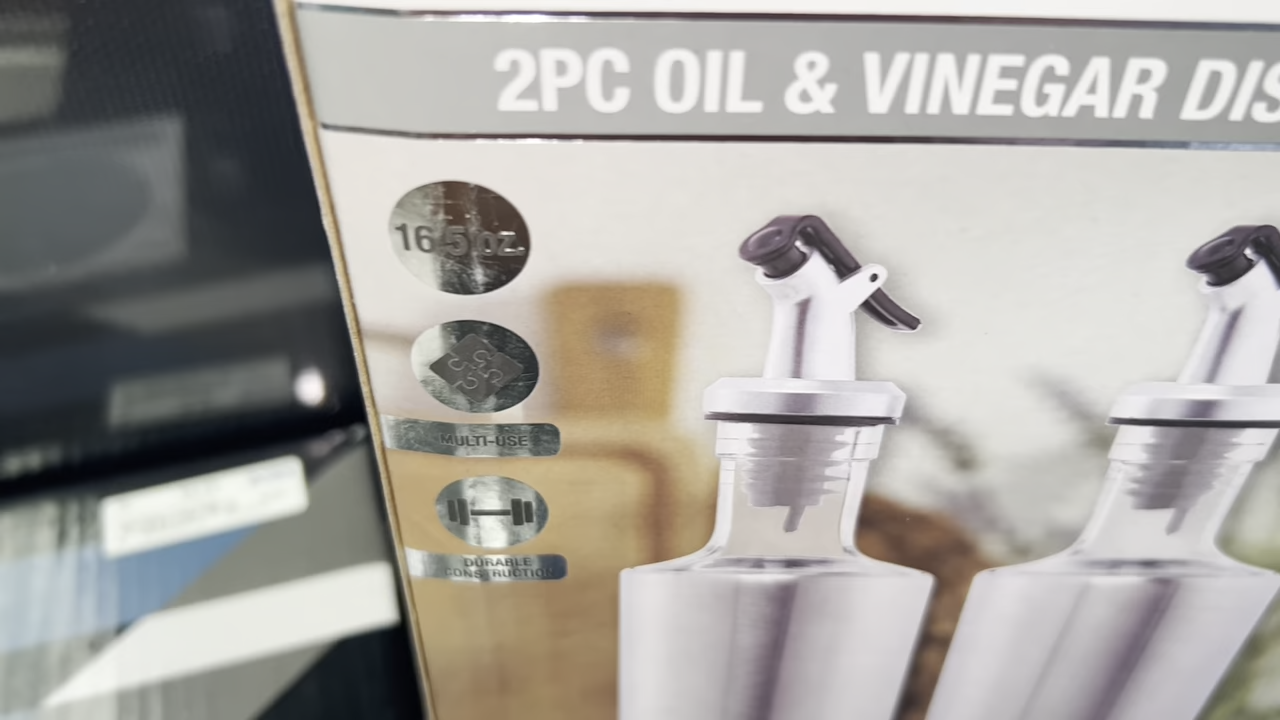 2PC OIL & VINEGAR DIS
16.5 OZ.
MULTI-USE
DURABLE
CONSTRUCTION